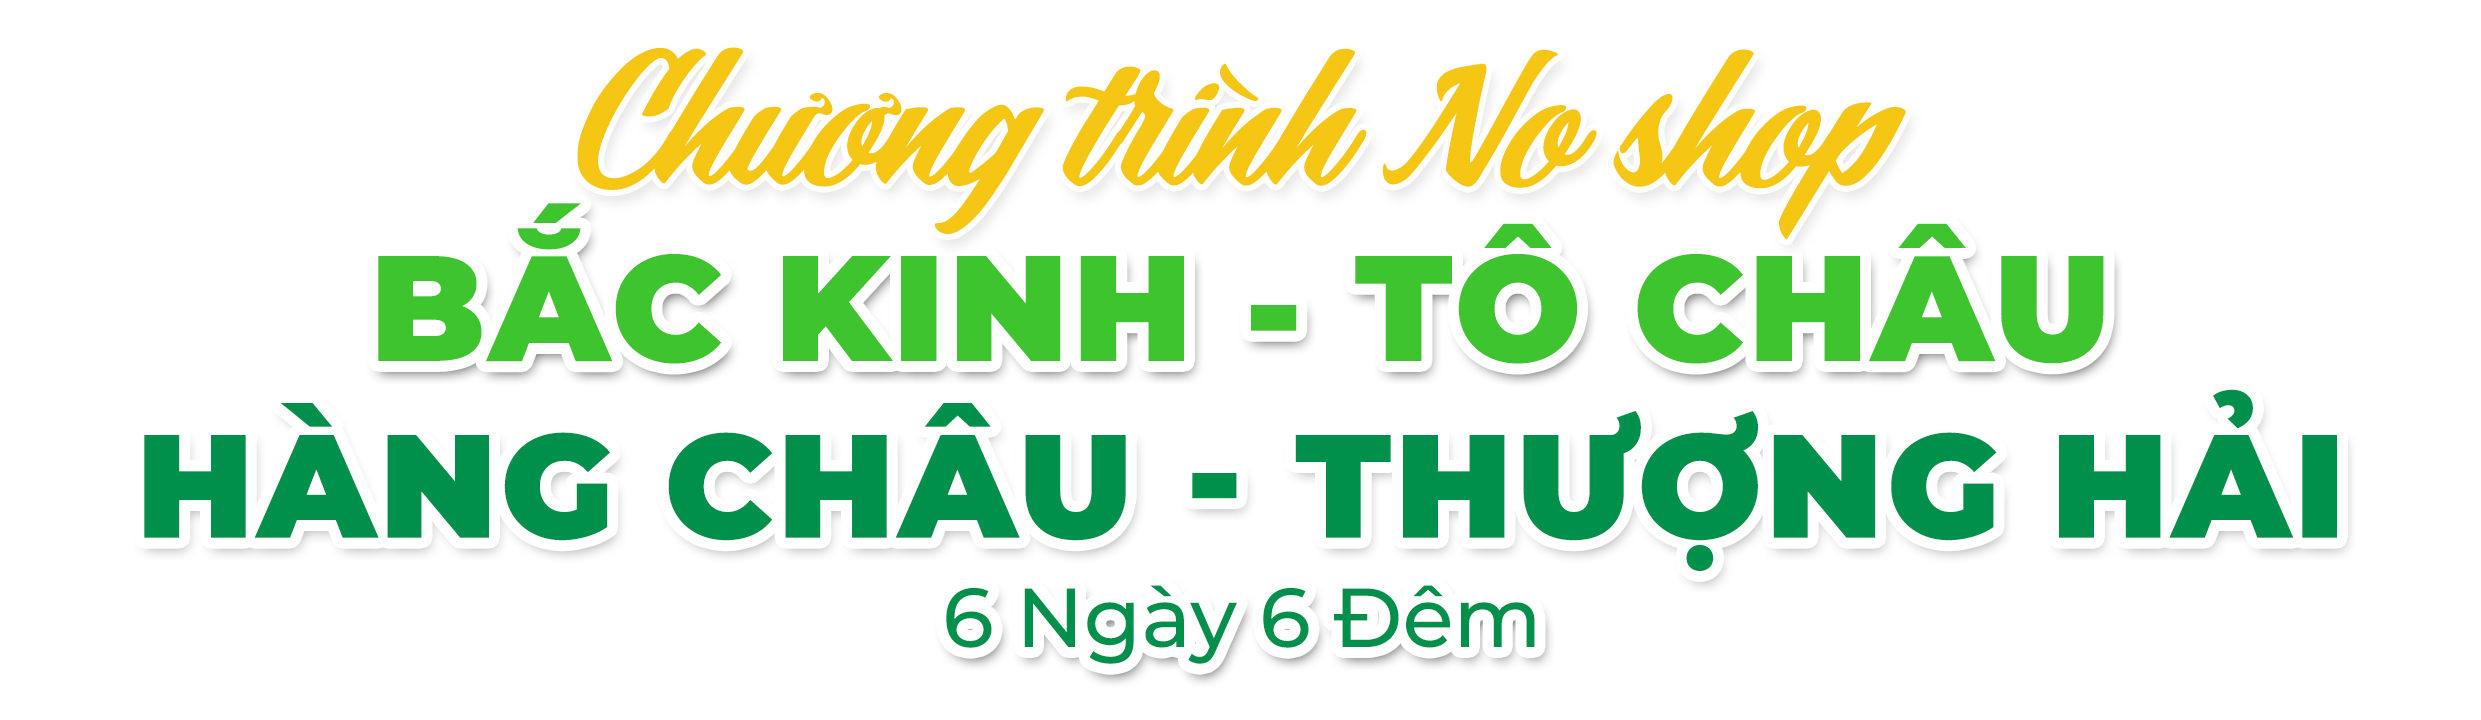 Chương trình No shop
BẮC KINH - TÔ CHÂU
HÀNG CHÂU - THƯỢNG HẢI
6 Ngày 6 Đêm